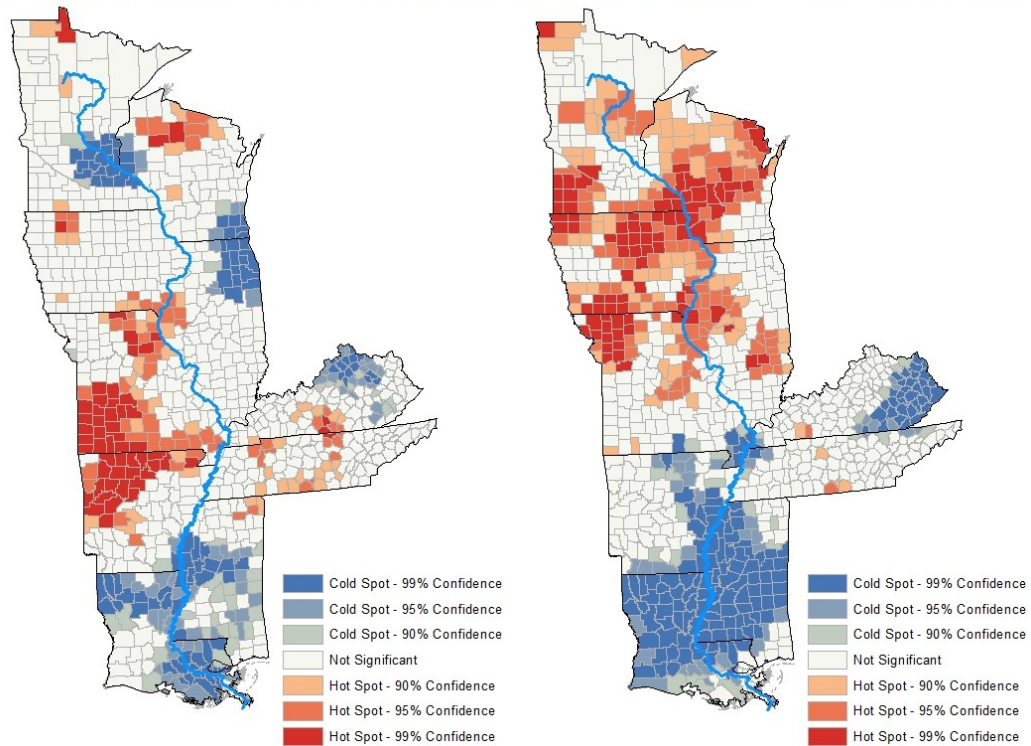 Cold Spot - 99% Confidence
Cold Spot - 95% Confidence
Cold Spot - 90% Confidence
Not Significant
Hot Spot - 90% Confidence
Hot Spot - 95% Confidence
Hot Spot - 99% Confidence
Cold Spot - 99% Confidence
Cold Spot - 95% Confidence
Cold Spot - 90% Confidence
Not Significant
Hot Spot - 90% Confidence
Hot Spot - 95% Confidence
Hot Spot - 99% Confidence